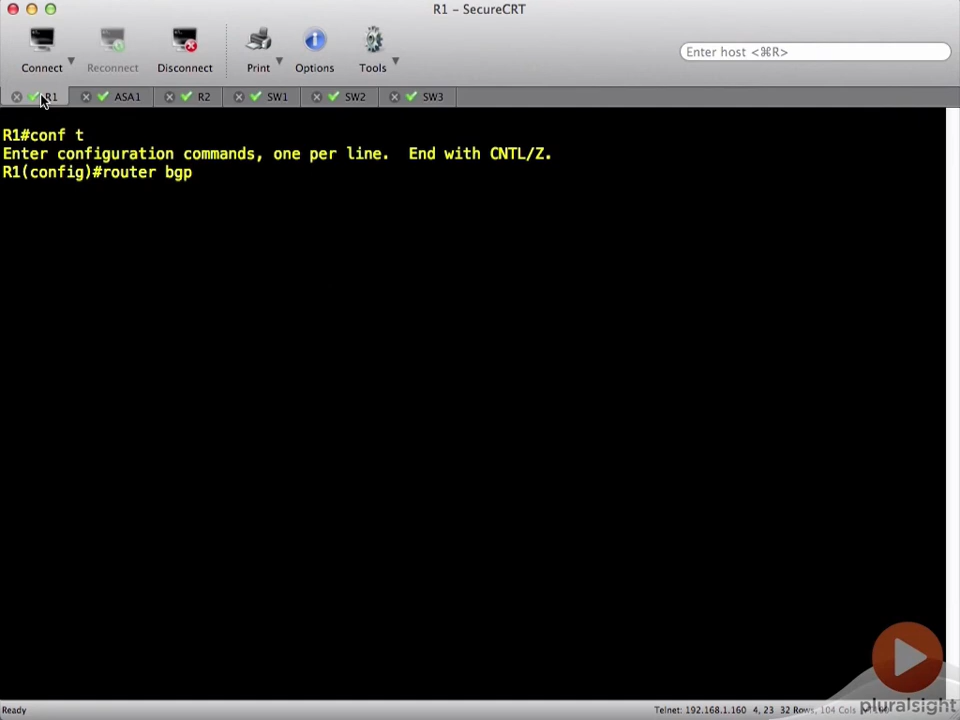 R1 – SecureCRT
Connect Reconnect Disconnect Print Options Tools
Enter host <⌘R>
R1 ASA1 R2 SW1 SW2 SW3
R1#conf t
Enter configuration commands, one per line.  End with CNTL/Z.
R1(config)#router bgp
Ready
Telnet: 192.168.1.160 4, 23 32 Rows, 104 Cols
pluralsight